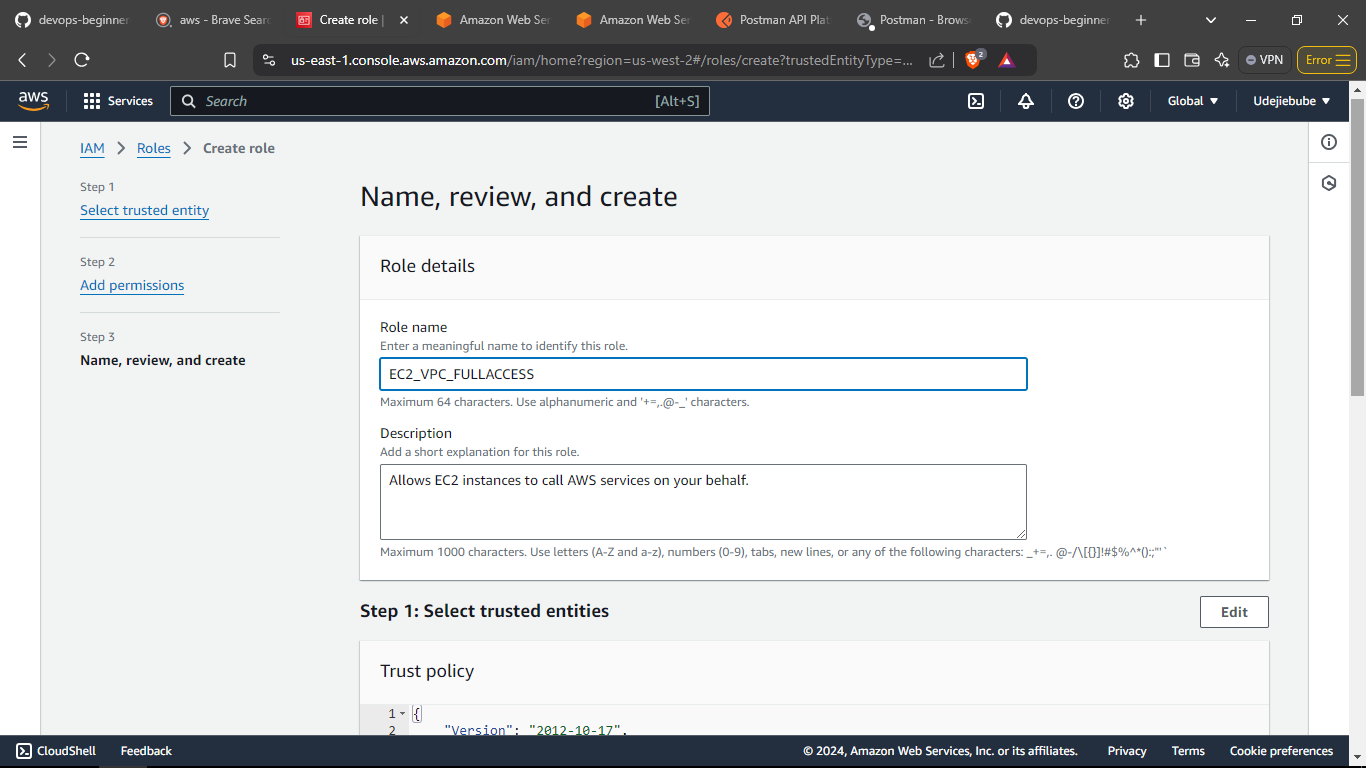 devops-beginner
aws - Brave Sear
Create role |
Amazon Web Ser
Amazon Web Ser
Postman API Plat
Postman - Brows
devops-beginner
us-east-1.console.aws.amazon.com/iam/home?region=us-west-2#/roles/create?trustedEntityType=...
2
VPN
Error
aws
Services
Search
[Alt+S]
Global
Udejiebube
IAM
Roles
Create role
Step 1
Select trusted entity
Step 2
Add permissions
Step 3
Name, review, and create
Name, review, and create
Role details
Role name
Enter a meaningful name to identify this role.
EC2_VPC_FULLACCESS
Maximum 64 characters. Use alphanumeric and '+=,.@-_' characters.
Description
Add a short explanation for this role.
Allows EC2 instances to call AWS services on your behalf.
Maximum 1000 characters. Use letters (A-Z and a-z), numbers (0-9), tabs, new lines, or any of the following characters: _+=,. @-/\[{}]!#$%^*();:"'`
Step 1: Select trusted entities
Edit
Trust policy
1 {
2 "Version": "2012-10-17",
CloudShell
Feedback
© 2024, Amazon Web Services, Inc. or its affiliates.
Privacy
Terms
Cookie preferences